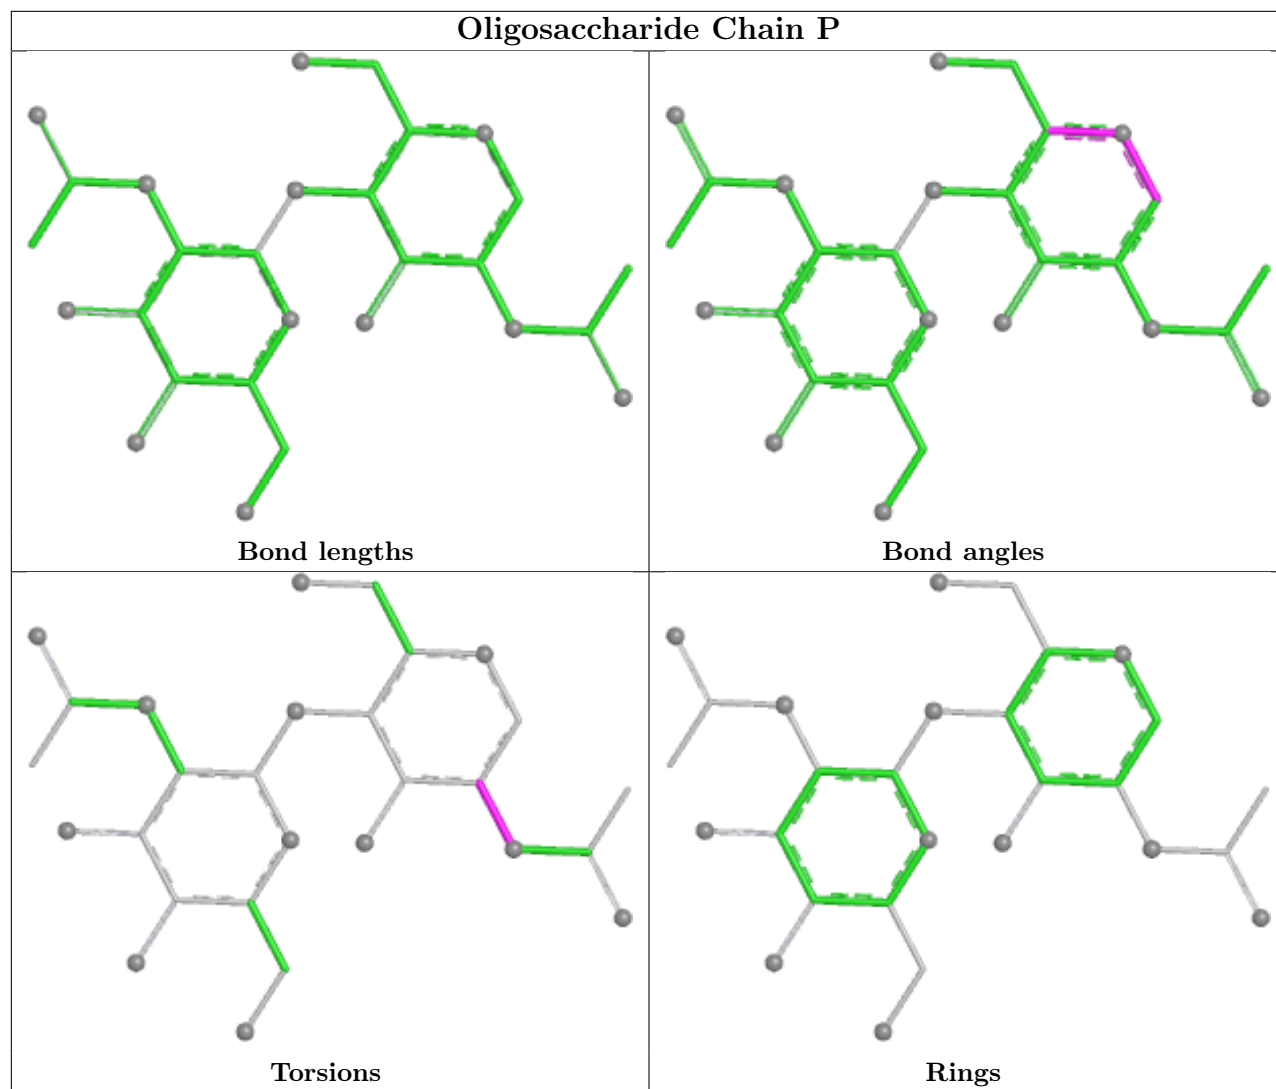 Oligosaccharide Chain P
Bond lengths
Bond angles
Torsions
Rings